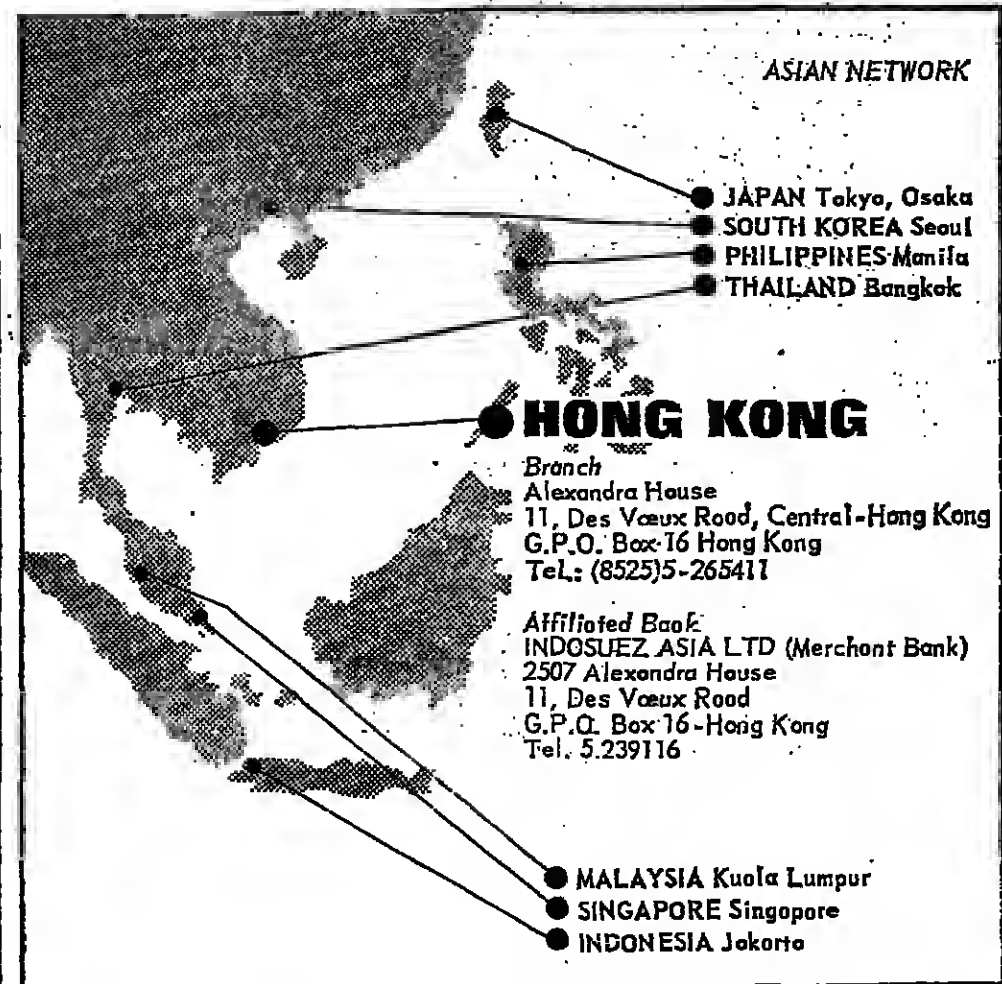 ASIAN NETWORK
JAPAN Tokyo, Osaka
SOUTH KOREA Seoul
PHILIPPINES Manila
THAILAND Bangkok
HONG KONG
Branch
Alexandra House
11, Des Vœux Road, Central-Hong Kong
G.P.O. Box 16 Hong Kong
Tel.: (8525)5-265411
Affiliated Bank
INDOSUEZ ASIA LTD (Merchant Bank)
2507 Alexandra House
11, Des Vœux Road
G.P.O. Box 16-Hong Kong
Tel. 5.239116
MALAYSIA Kuala Lumpur
SINGAPORE Singapore
INDONESIA Jakarta